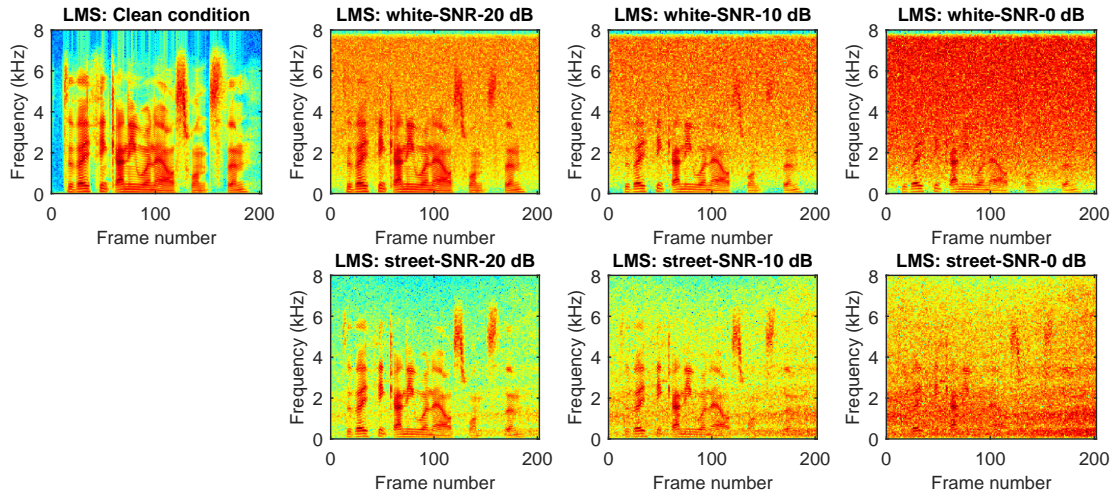 LMS: Clean condition
8
6
4
2
0
Frequency (kHz)
0 100 200
Frame number
LMS: white-SNR-20 dB
8
6
4
2
0
Frequency (kHz)
0 100 200
Frame number
LMS: white-SNR-10 dB
8
6
4
2
0
Frequency (kHz)
0 100 200
Frame number
LMS: white-SNR-0 dB
8
6
4
2
0
Frequency (kHz)
0 100 200
Frame number
LMS: street-SNR-20 dB
8
6
4
2
0
Frequency (kHz)
0 100 200
Frame number
LMS: street-SNR-10 dB
8
6
4
2
0
Frequency (kHz)
0 100 200
Frame number
LMS: street-SNR-0 dB
8
6
4
2
0
Frequency (kHz)
0 100 200
Frame number